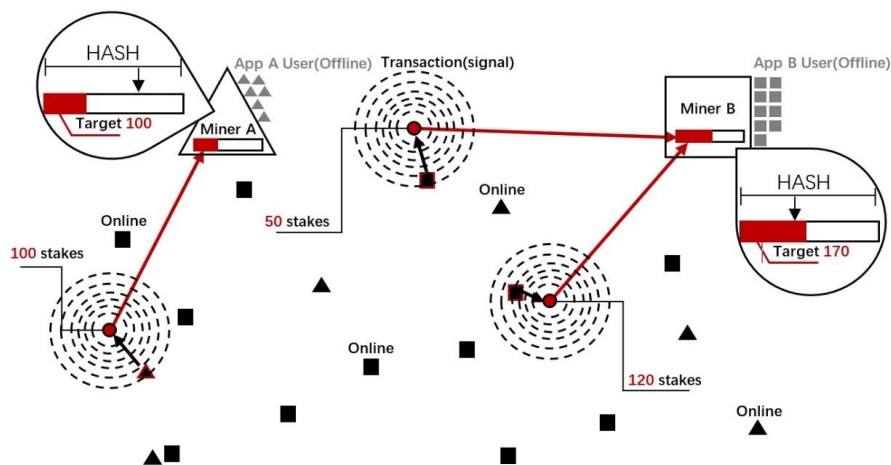 HASH
Target 100
App A User(Offline)
Miner A
Transaction(signal)
App B User(Offline)
Miner B
HASH
Target 170
Online
50 stakes
Online
100 stakes
Online
120 stakes
Online